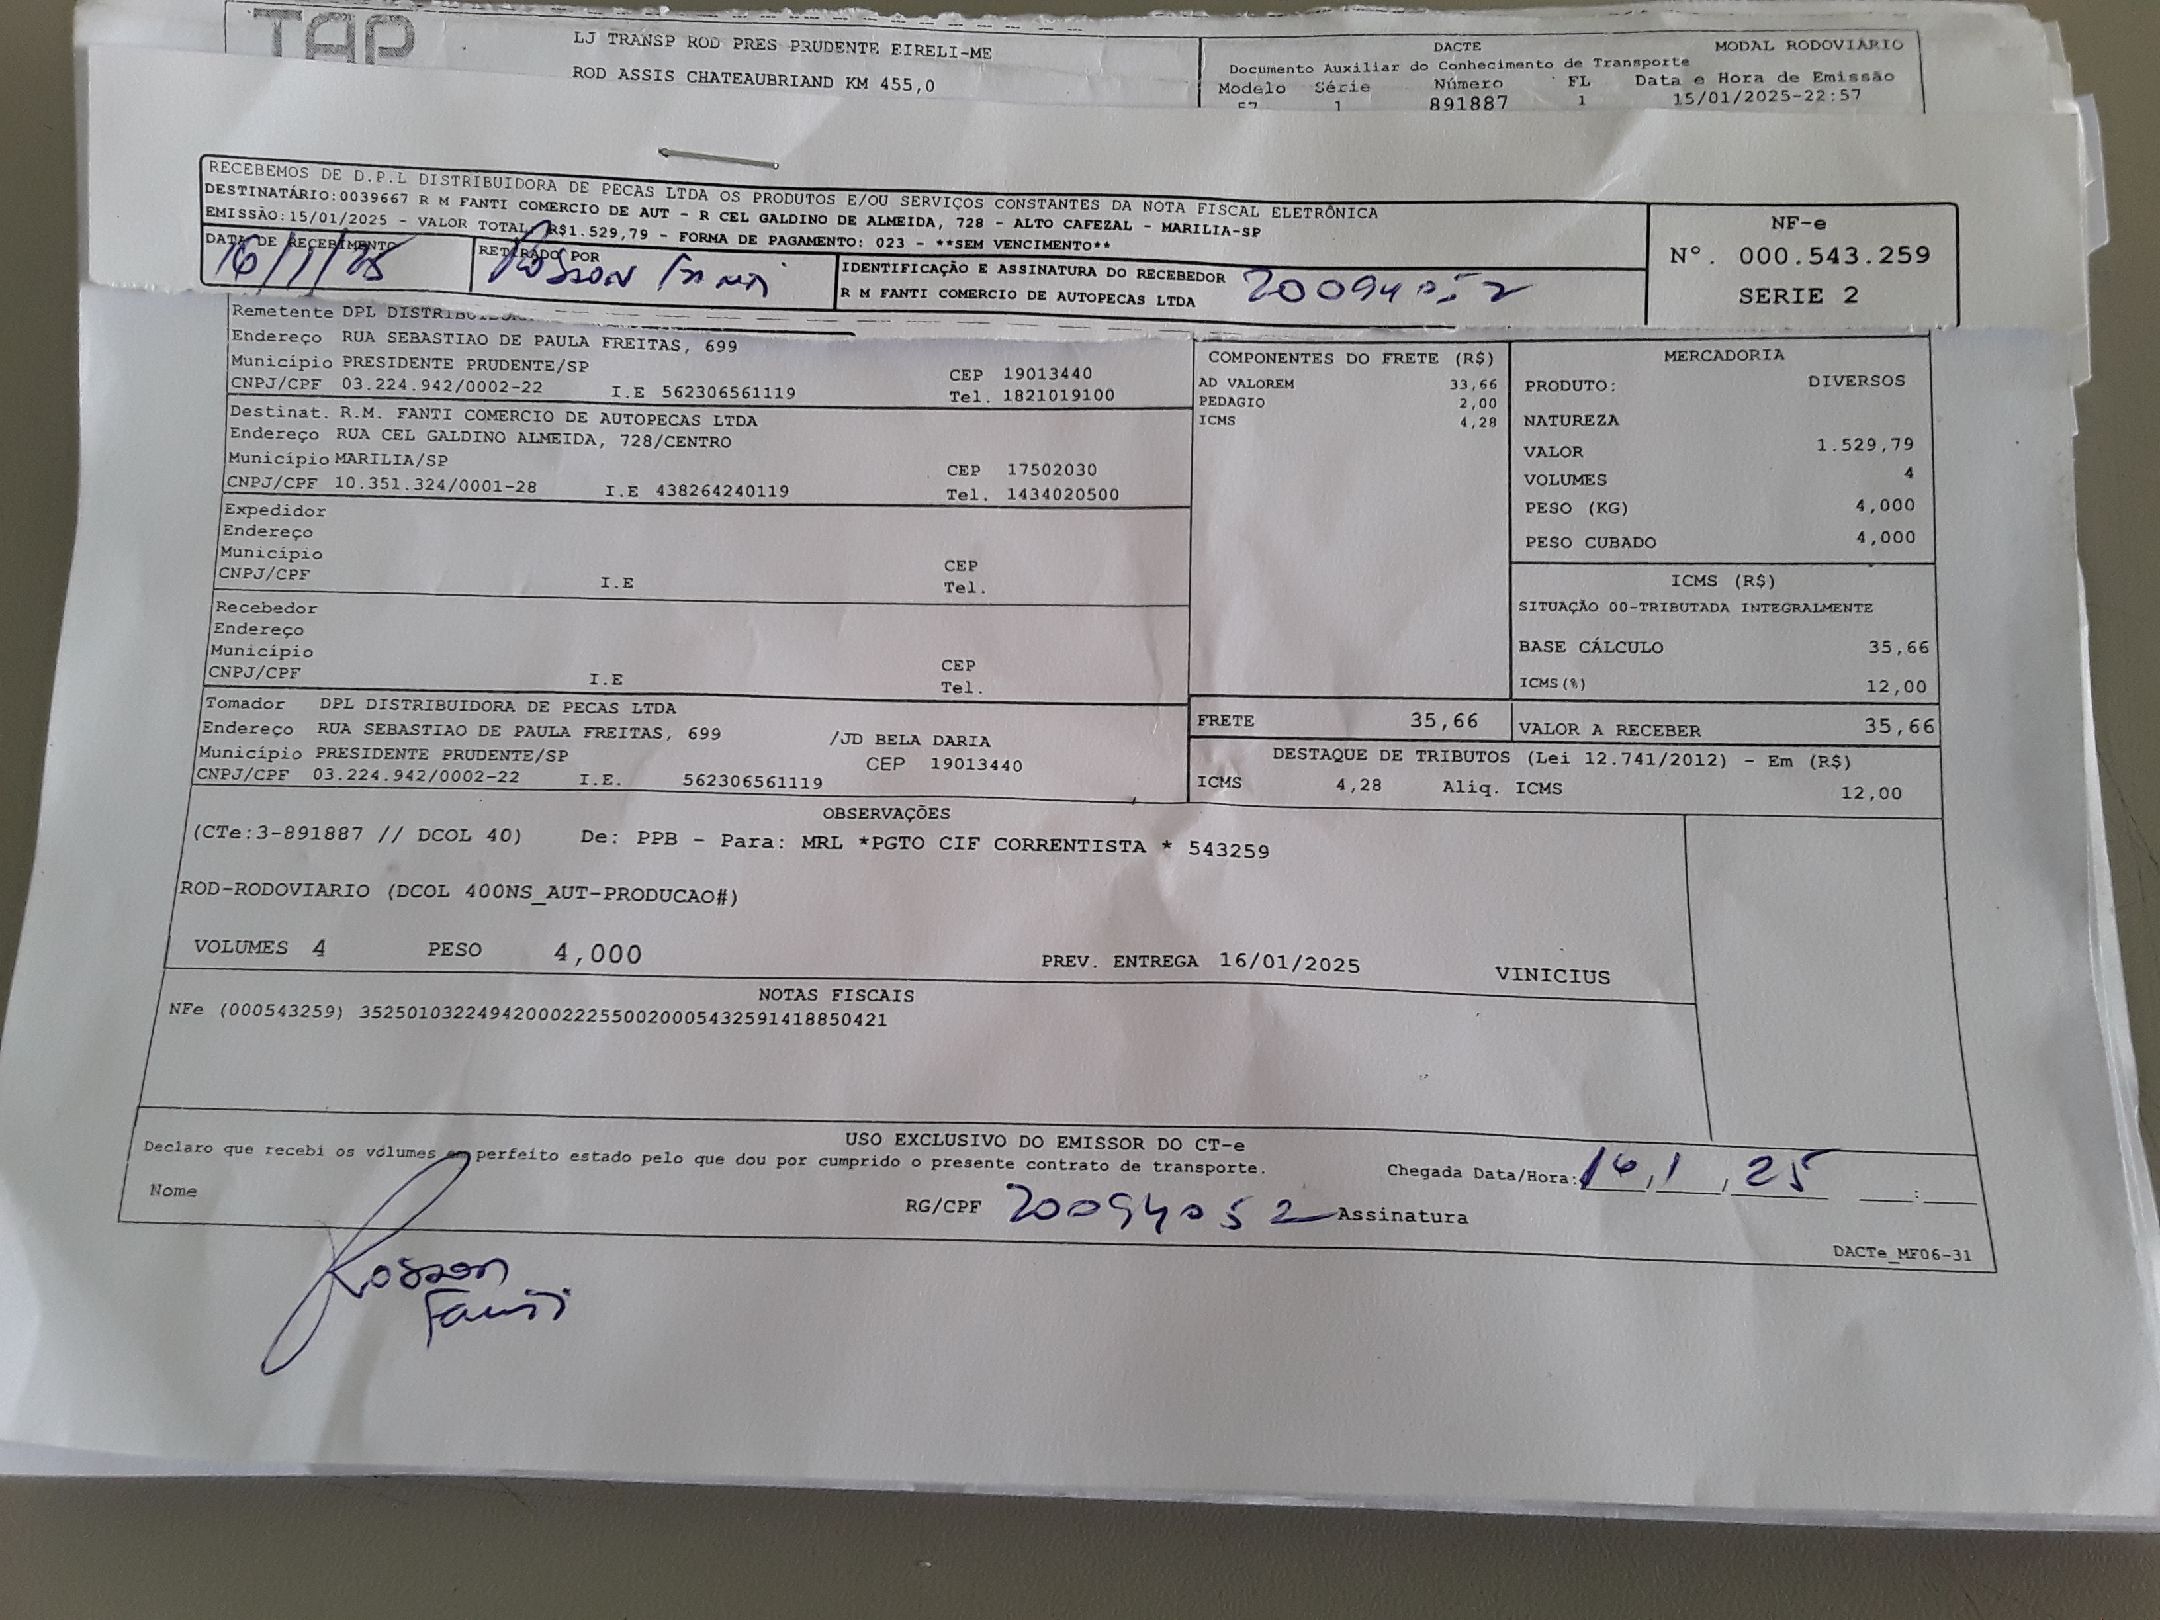 TAP
LJ TRANSP ROD PRES PRUDENTE EIRELI-ME
ROD ASSIS CHATEAUBRIAND KM 455,0
DACTE MODAL RODOVIÁRIO
Documento Auxiliar do Conhecimento de Transporte
Modelo Série Número FL Data e Hora de Emissão
57 1 891887 1 15/01/2025-22:57
RECEBEMOS DE D.P.L DISTRIBUIDORA DE PECAS LTDA OS PRODUTOS E/OU SERVIÇOS CONSTANTES DA NOTA FISCAL ELETRÔNICA
DESTINATÁRIO:0039667 R M FANTI COMERCIO DE AUT - R CEL GALDINO DE ALMEIDA, 728 - ALTO CAFEZAL - MARILIA-SP
EMISSÃO:15/01/2025 - VALOR TOTAL: R$1.529,79 - FORMA DE PAGAMENTO: 023 - **SEM VENCIMENTO**
DATA DE RECEBIMENTO
16/1/25
RETIRADO POR
Rosson Fanti
IDENTIFICAÇÃO E ASSINATURA DO RECEBEDOR
R M FANTI COMERCIO DE AUTOPECAS LTDA
20094052
NF-e
Nº. 000.543.259
SERIE 2
Remetente DPL DISTRIBUIDORA
Endereço RUA SEBASTIAO DE PAULA FREITAS, 699
Município PRESIDENTE PRUDENTE/SP CEP 19013440
CNPJ/CPF 03.224.942/0002-22 I.E 562306561119 Tel. 1821019100
Destinat. R.M. FANTI COMERCIO DE AUTOPECAS LTDA
Endereço RUA CEL GALDINO ALMEIDA, 728/CENTRO
Município MARILIA/SP CEP 17502030
CNPJ/CPF 10.351.324/0001-28 I.E 438264240119 Tel. 1434020500
Expedidor
Endereço
Município CEP
CNPJ/CPF I.E Tel.
Recebedor
Endereço
Município CEP
CNPJ/CPF I.E Tel.
Tomador DPL DISTRIBUIDORA DE PECAS LTDA
Endereço RUA SEBASTIAO DE PAULA FREITAS, 699 /JD BELA DARIA
Município PRESIDENTE PRUDENTE/SP CEP 19013440
CNPJ/CPF 03.224.942/0002-22 I.E. 562306561119
COMPONENTES DO FRETE (R$)
AD VALOREM 33,66
PEDAGIO 2,00
ICMS 4,28
FRETE 35,66
MERCADORIA
PRODUTO: DIVERSOS
NATUREZA
VALOR 1.529,79
VOLUMES 4
PESO (KG) 4,000
PESO CUBADO 4,000
ICMS (R$)
SITUAÇÃO 00-TRIBUTADA INTEGRALMENTE
BASE CÁLCULO 35,66
ICMS(%) 12,00
VALOR A RECEBER 35,66
DESTAQUE DE TRIBUTOS (Lei 12.741/2012) - Em (R$)
ICMS 4,28 Aliq. ICMS 12,00
OBSERVAÇÕES
(CTe:3-891887 // DCOL 40) De: PPB - Para: MRL *PGTO CIF CORRENTISTA * 543259
ROD-RODOVIARIO (DCOL 400NS_AUT-PRODUCAO#)
VOLUMES 4 PESO 4,000 PREV. ENTREGA 16/01/2025 VINICIUS
NOTAS FISCAIS
NFe (000543259) 35250103224942000222550020005432591418850421
USO EXCLUSIVO DO EMISSOR DO CT-e
Declaro que recebi os volumes em perfeito estado pelo que dou por cumprido o presente contrato de transporte. Chegada Data/Hora: 16,1,25 :
Nome RG/CPF 20094052 Assinatura
DACTe_MF06-31
Rosson
Fanti